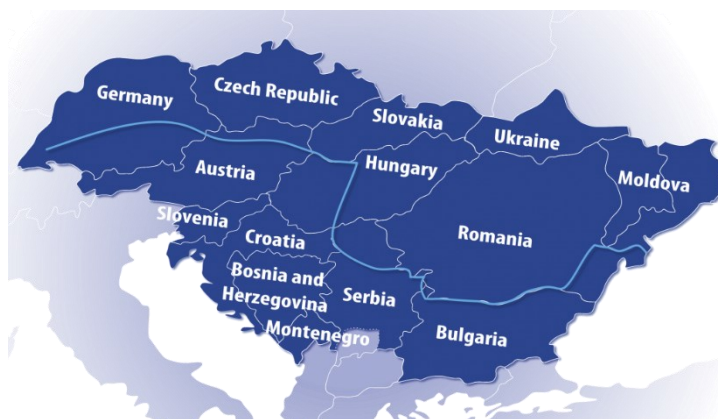 Germany
Czech Republic
Slovakia
Ukraine
Austria
Hungary
Moldova
Slovenia
Croatia
Romania
Bosnia and
Herzegovina
Serbia
Montenegro
Bulgaria